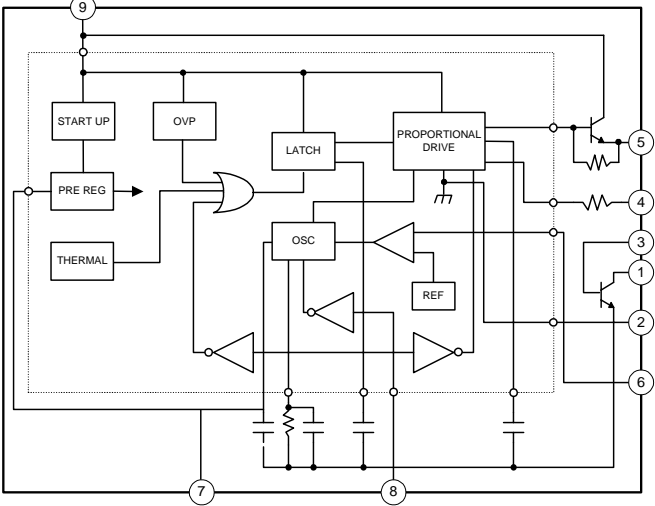 9
START UP
OVP
LATCH
PROPORTIONAL
DRIVE
5
PRE REG
4
OSC
3
THERMAL
1
REF
2
6
7
8